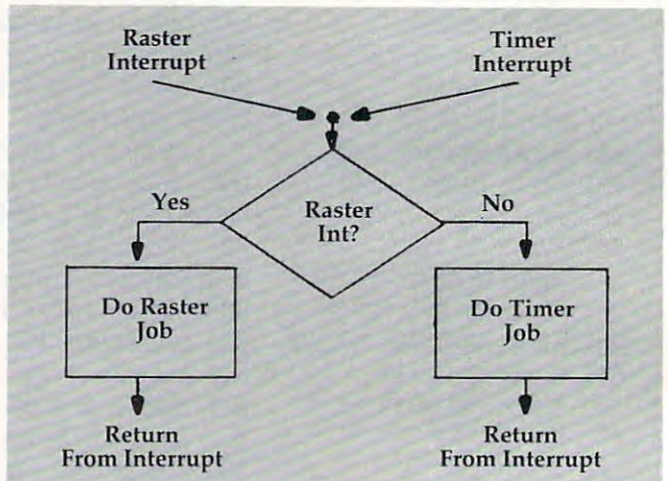 Raster
Interrupt
Timer
Interrupt
Yes
Raster
Int?
No
Do Raster
Job
Do Timer
Job
Return
From Interrupt
Return
From Interrupt